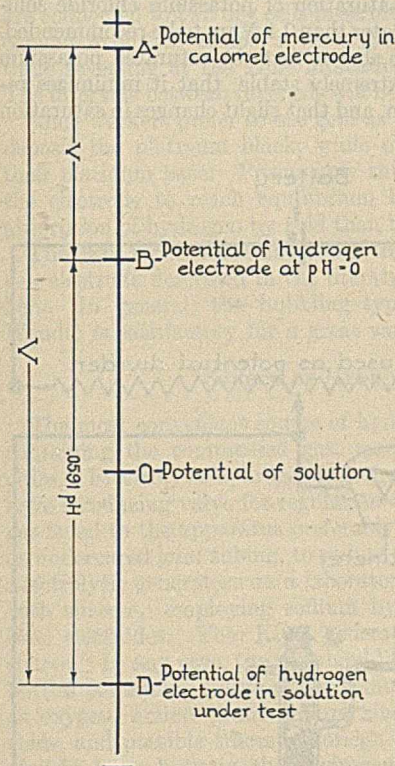 +
A-Potential of mercury in
calomel electrode
V
B-Potential of hydrogen
electrode at pH=0
V
.0591 pH
O-Potential of solution
D-Potential of hydrogen
electrode in solution
under test